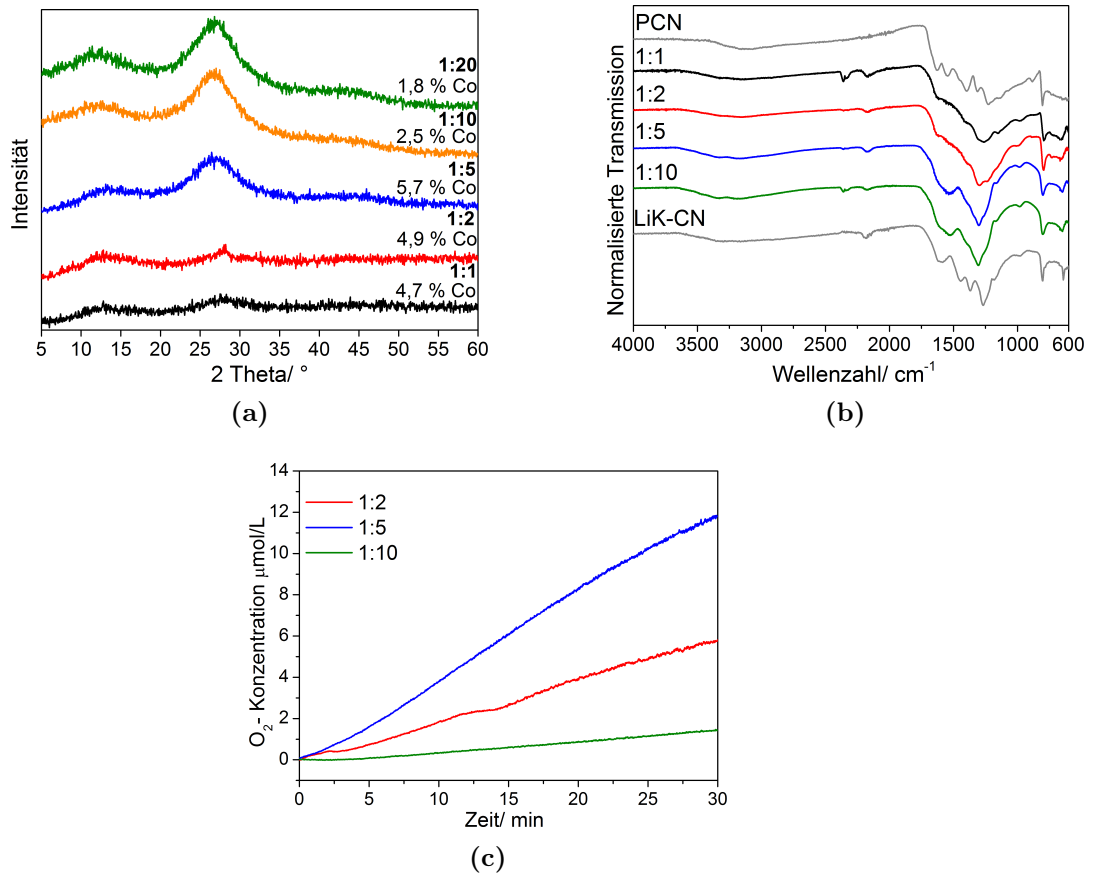 Intensität
1:20
1,8 % Co
1:10
2,5 % Co
1:5
5,7 % Co
1:2
4,9 % Co
1:1
4,7 % Co
5 10 15 20 25 30 35 40 45 50 55 60
2 Theta/ °
(a)
Normalisierte Transmission
PCN
1:1
1:2
1:5
1:10
LiK-CN
4000 3500 3000 2500 2000 1500 1000 600
Wellenzahl/ cm⁻¹
(b)
O₂- Konzentration µmol/L
14
12
10
8
6
4
2
0
1:2
1:5
1:10
0 5 10 15 20 25 30
Zeit/ min
(c)